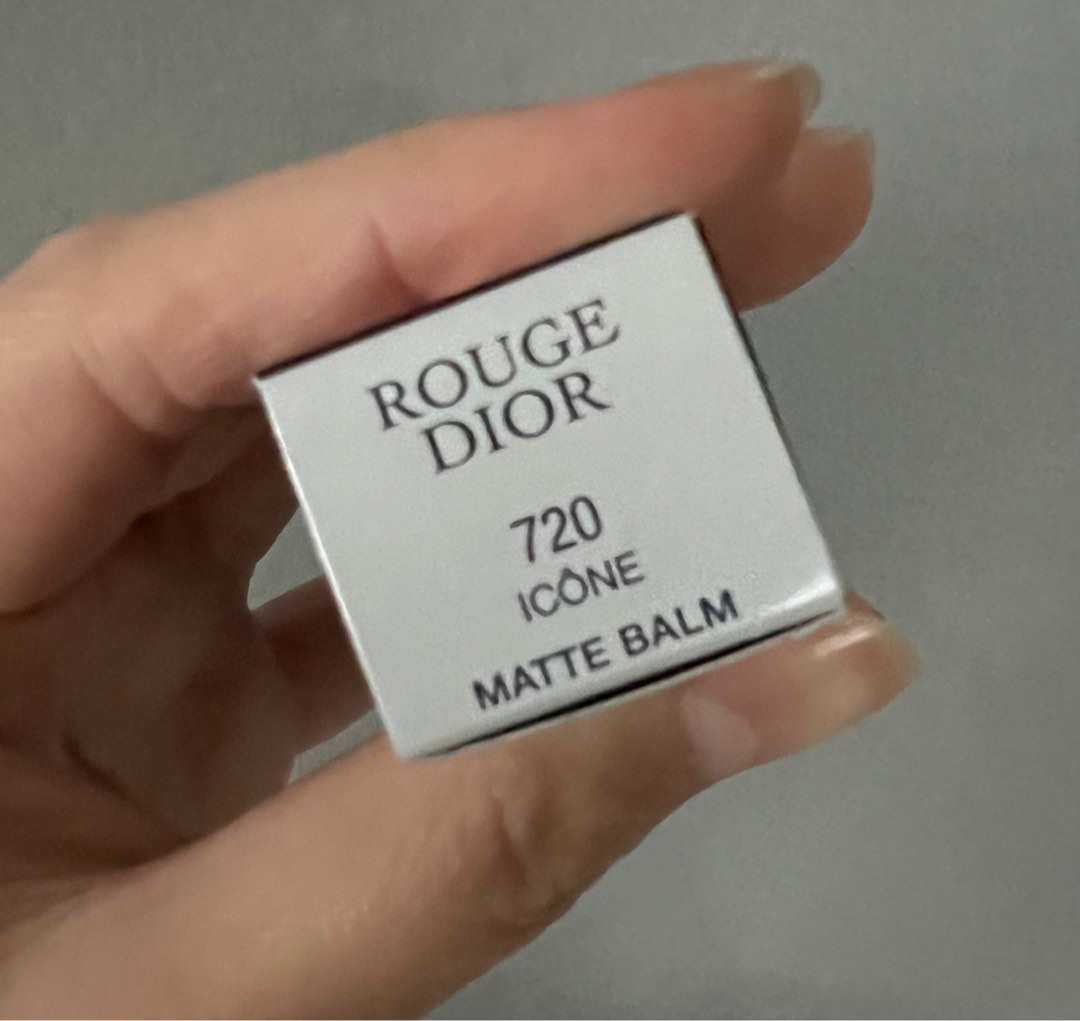 ROUGE
DIOR
720
ICÔNE
MATTE BALM